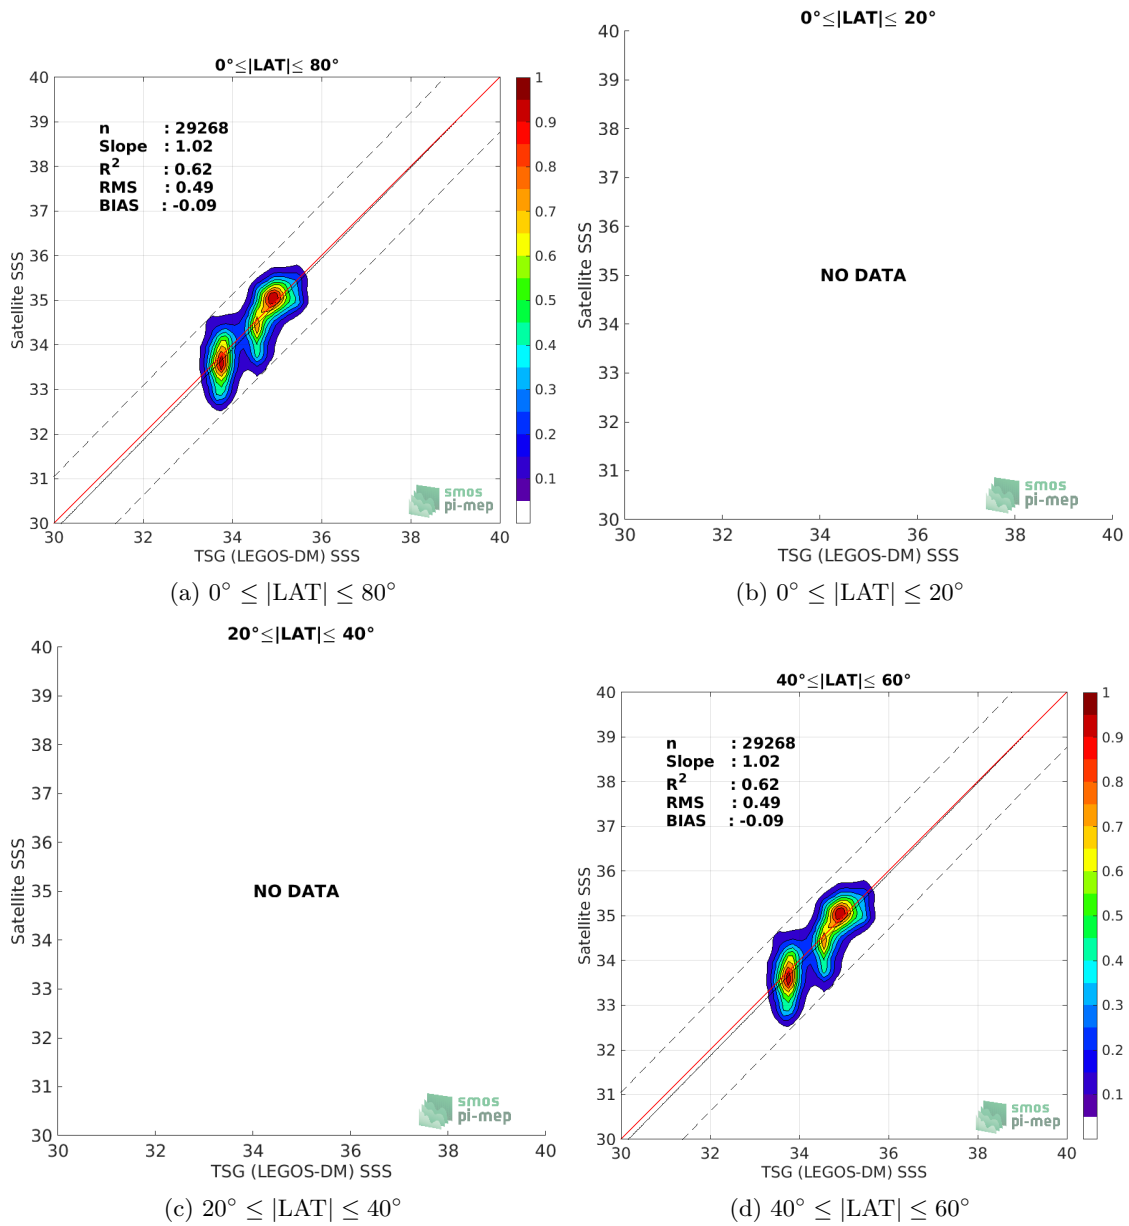 0°≤|LAT|≤ 80°
40
39
38
37
36
35
34
33
32
31
30
Satellite SSS
n : 29268
Slope : 1.02
R2 : 0.62
RMS : 0.49
BIAS : -0.09
1
0.9
0.8
0.7
0.6
0.5
0.4
0.3
0.2
0.1
smos
pi-mep
30 32 34 36 38 40
TSG (LEGOS-DM) SSS
(a) 0° ≤ |LAT| ≤ 80°
0°≤|LAT|≤ 20°
40
39
38
37
36
35
34
33
32
31
30
Satellite SSS
NO DATA
smos
pi-mep
30 32 34 36 38 40
TSG (LEGOS-DM) SSS
(b) 0° ≤ |LAT| ≤ 20°
20°≤|LAT|≤ 40°
40
39
38
37
36
35
34
33
32
31
30
Satellite SSS
NO DATA
smos
pi-mep
30 32 34 36 38 40
TSG (LEGOS-DM) SSS
(c) 20° ≤ |LAT| ≤ 40°
40°≤|LAT|≤ 60°
40
39
38
37
36
35
34
33
32
31
30
Satellite SSS
n : 29268
Slope : 1.02
R2 : 0.62
RMS : 0.49
BIAS : -0.09
1
0.9
0.8
0.7
0.6
0.5
0.4
0.3
0.2
0.1
smos
pi-mep
30 32 34 36 38 40
TSG (LEGOS-DM) SSS
(d) 40° ≤ |LAT| ≤ 60°